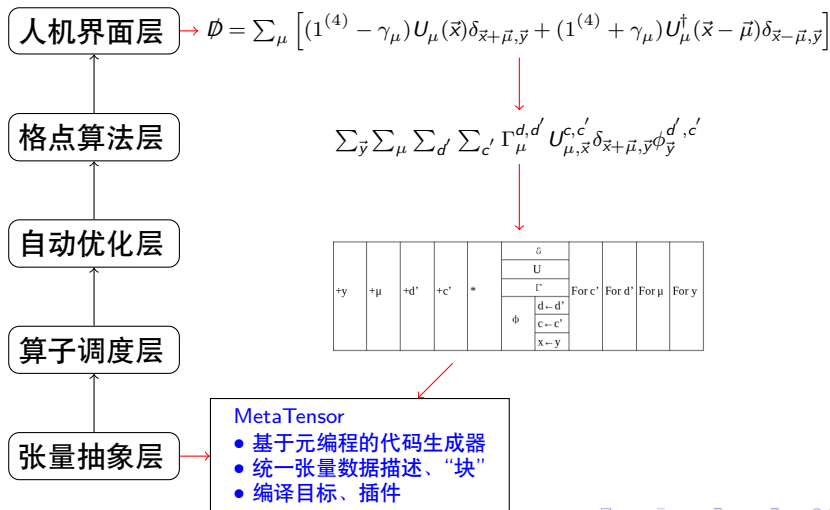 人机界面层
D̸ = ∑_μ [(1^(4) − γ_μ) U_μ(x⃗) δ_{x⃗+μ⃗,y⃗} + (1^(4) + γ_μ) U_μ^†(x⃗ − μ⃗) δ_{x⃗−μ⃗,y⃗}]
格点算法层
∑_y⃗ ∑_μ ∑_d′ ∑_c′ Γ_μ^{d,d′} U_{μ,x⃗}^{c,c′} δ_{x⃗+μ⃗,y⃗} ϕ_y⃗^{d′,c′}
自动优化层
δ
U
+y +μ +d’ +c’ * Γ For c’ For d’ For μ For y
ϕ d←d’
c←c’
x←y
算子调度层
MetaTensor
• 基于元编程的代码生成器
张量抽象层
• 统一张量数据描述、“块”
• 编译目标、插件